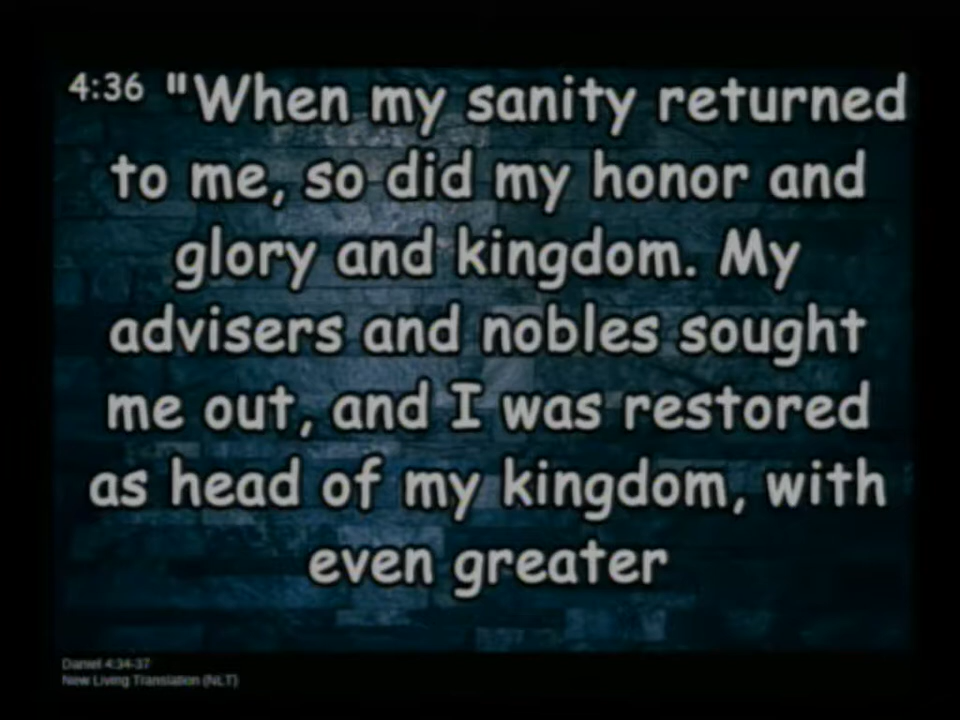 4:36 "When my sanity returned
to me, so did my honor and
glory and kingdom. My
advisers and nobles sought
me out, and I was restored
as head of my kingdom, with
even greater
Daniel 4:34-37
New Living Translation (NLT)